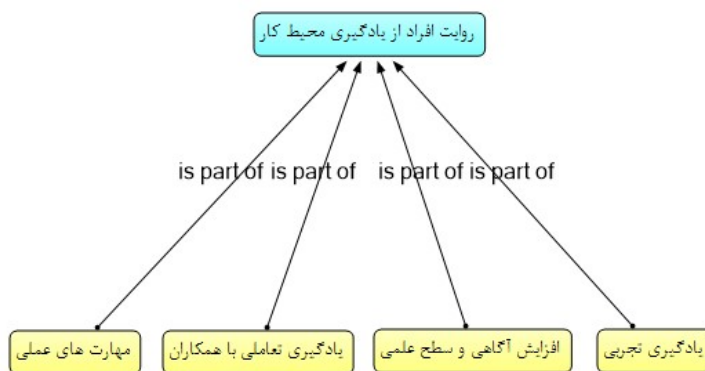 روایت افراد از یادگیری محیط کار
is part of is part of is part of is part of
مهارت های عملی
یادگیری تعاملی با همکاران
افزایش آگاهی و سطح علمی
یادگیری تجربی